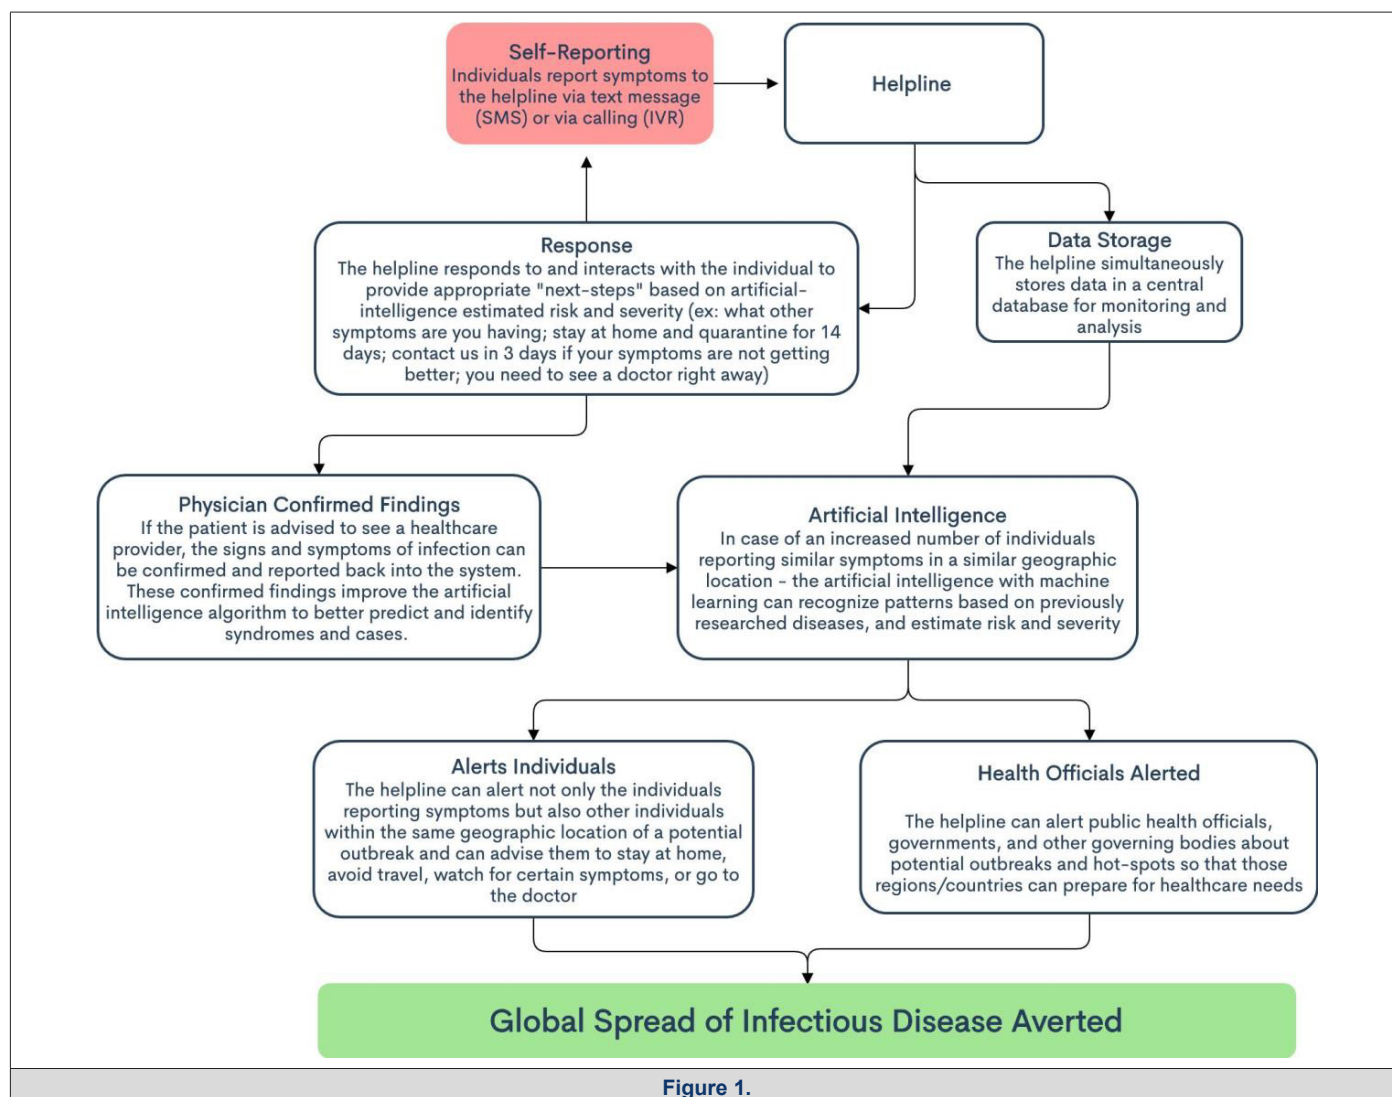 Self-Reporting
Individuals report symptoms to
the helpline via text message
(SMS) or via calling (IVR)
Helpline
Response
The helpline responds to and interacts with the individual to
provide appropriate "next-steps" based on artificial-
intelligence estimated risk and severity (ex: what other
symptoms are you having; stay at home and quarantine for 14
days; contact us in 3 days if your symptoms are not getting
better; you need to see a doctor right away)
Data Storage
The helpline simultaneously
stores data in a central
database for monitoring and
analysis
Physician Confirmed Findings
If the patient is advised to see a healthcare
provider, the signs and symptoms of infection can
be confirmed and reported back into the system.
These confirmed findings improve the artificial
intelligence algorithm to better predict and identify
syndromes and cases.
Artificial Intelligence
In case of an increased number of individuals
reporting similar symptoms in a similar geographic
location - the artificial intelligence with machine
learning can recognize patterns based on previously
researched diseases, and estimate risk and severity
Alerts Individuals
The helpline can alert not only the individuals
reporting symptoms but also other individuals
within the same geographic location of a potential
outbreak and can advise them to stay at home,
avoid travel, watch for certain symptoms, or go to
the doctor
Health Officials Alerted
The helpline can alert public health officials,
governments, and other governing bodies about
potential outbreaks and hot-spots so that those
regions/countries can prepare for healthcare needs
Global Spread of Infectious Disease Averted
Figure 1.